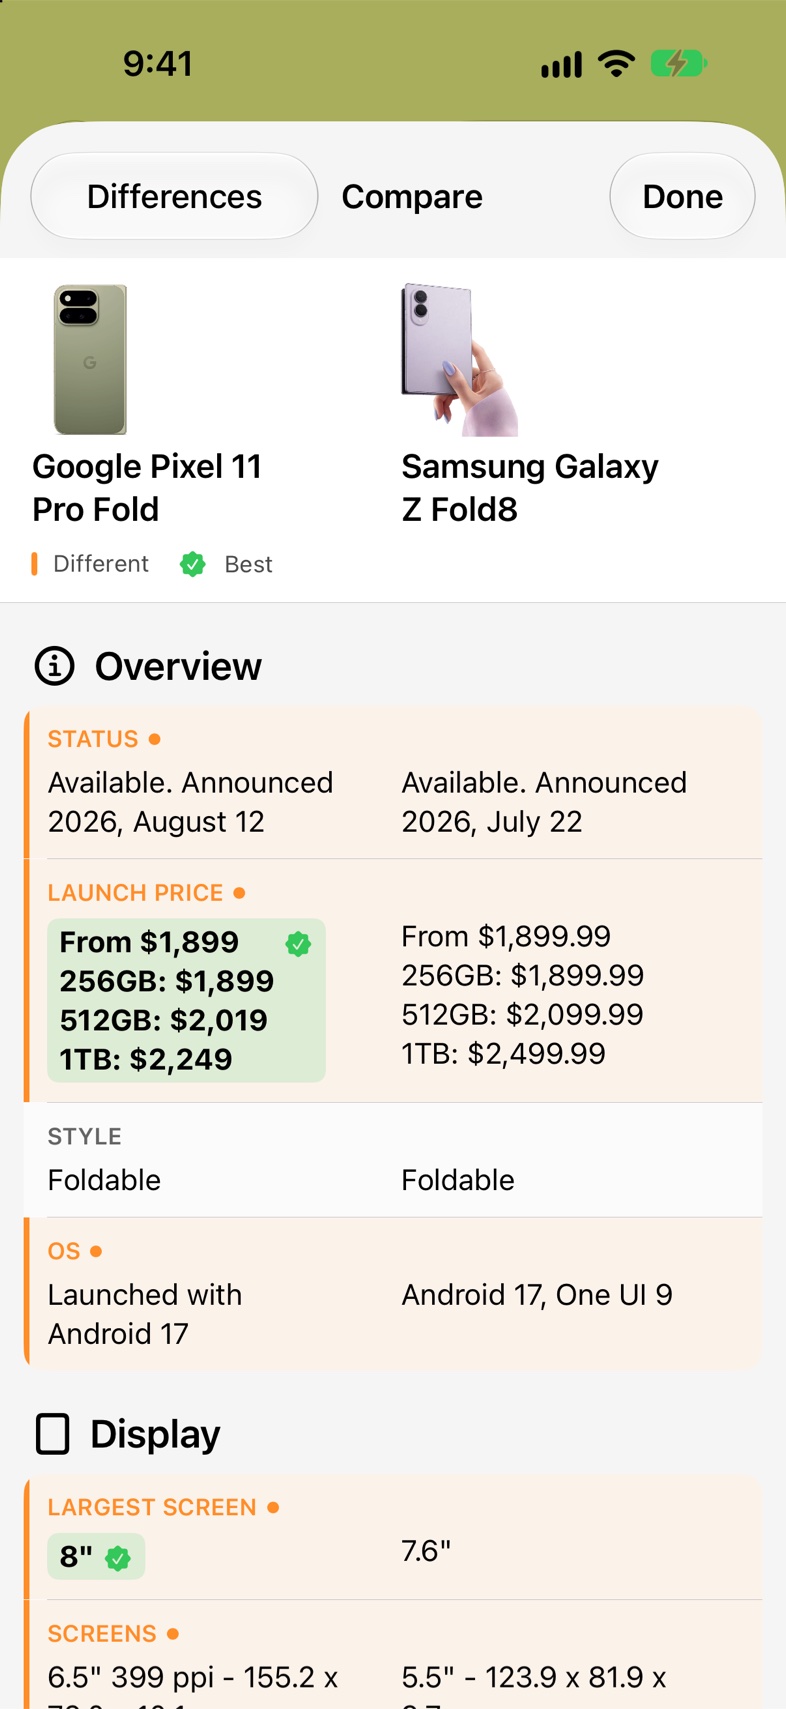 9:41
Differences
Compare
Done
G
Google Pixel 11
Pro Fold
Samsung Galaxy
Z Fold8
Different
Best
Overview
STATUS
Available. Announced
2026, August 12
Available. Announced
2026, July 22
LAUNCH PRICE
From $1,899
256GB: $1,899
512GB: $2,019
1TB: $2,249
From $1,899.99
256GB: $1,899.99
512GB: $2,099.99
1TB: $2,499.99
STYLE
Foldable
Foldable
OS
Launched with
Android 17
Android 17, One UI 9
Display
LARGEST SCREEN
8"
7.6"
SCREENS
6.5" 399 ppi - 155.2 x
5.5" - 123.9 x 81.9 x